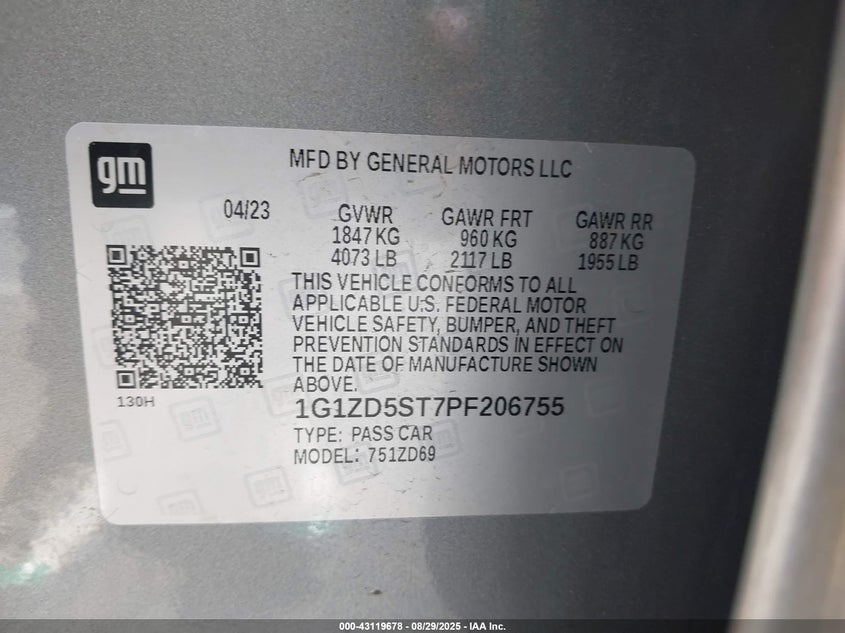 gm
MFD BY GENERAL MOTORS LLC
04/23
GVWR GAWR FRT GAWR RR
1847 KG 960 KG 887 KG
4073 LB 2117 LB 1955 LB
THIS VEHICLE CONFORMS TO ALL
APPLICABLE U.S. FEDERAL MOTOR
VEHICLE SAFETY, BUMPER, AND THEFT
PREVENTION STANDARDS IN EFFECT ON
THE DATE OF MANUFACTURE SHOWN
ABOVE.
130H
1G1ZD5ST7PF206755
TYPE: PASS CAR
MODEL: 751ZD69
000-43119678 - 08/29/2025 - IAA Inc.